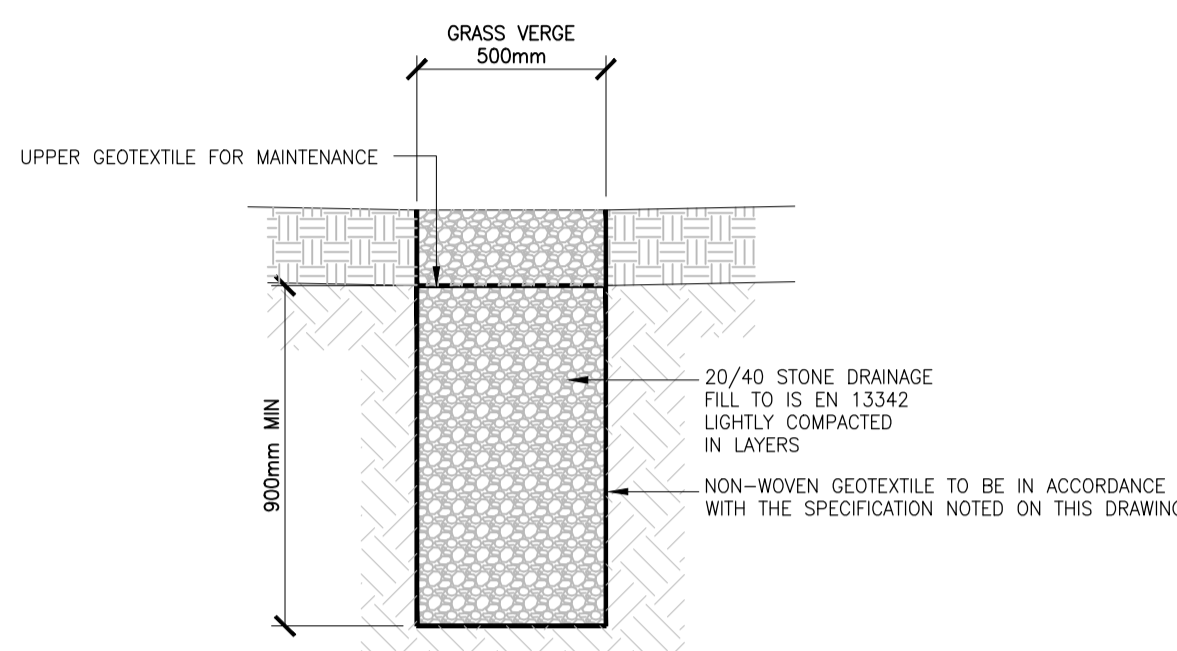 GRASS VERGE
500mm
UPPER GEOTEXTILE FOR MAINTENANCE
20/40 STONE DRAINAGE
FILL TO IS EN 13342
LIGHTLY COMPACTED
IN LAYERS
900mm MIN
NON-WOVEN GEOTEXTILE TO BE IN ACCORDANCE
WITH THE SPECIFICATION NOTED ON THIS DRAWING